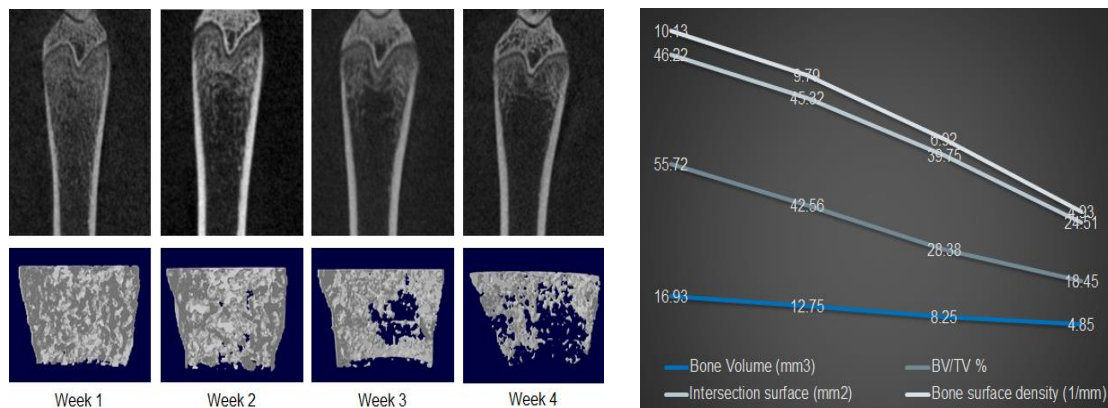 Week 1
Week 2
Week 3
Week 4
10.13
9.79
6.92
4.93
46.22
45.32
39.75
24.51
55.72
42.56
28.38
18.45
16.93
12.75
8.25
4.85
Bone Volume (mm3)
BV/TV %
Intersection surface (mm2)
Bone surface density (1/mm)